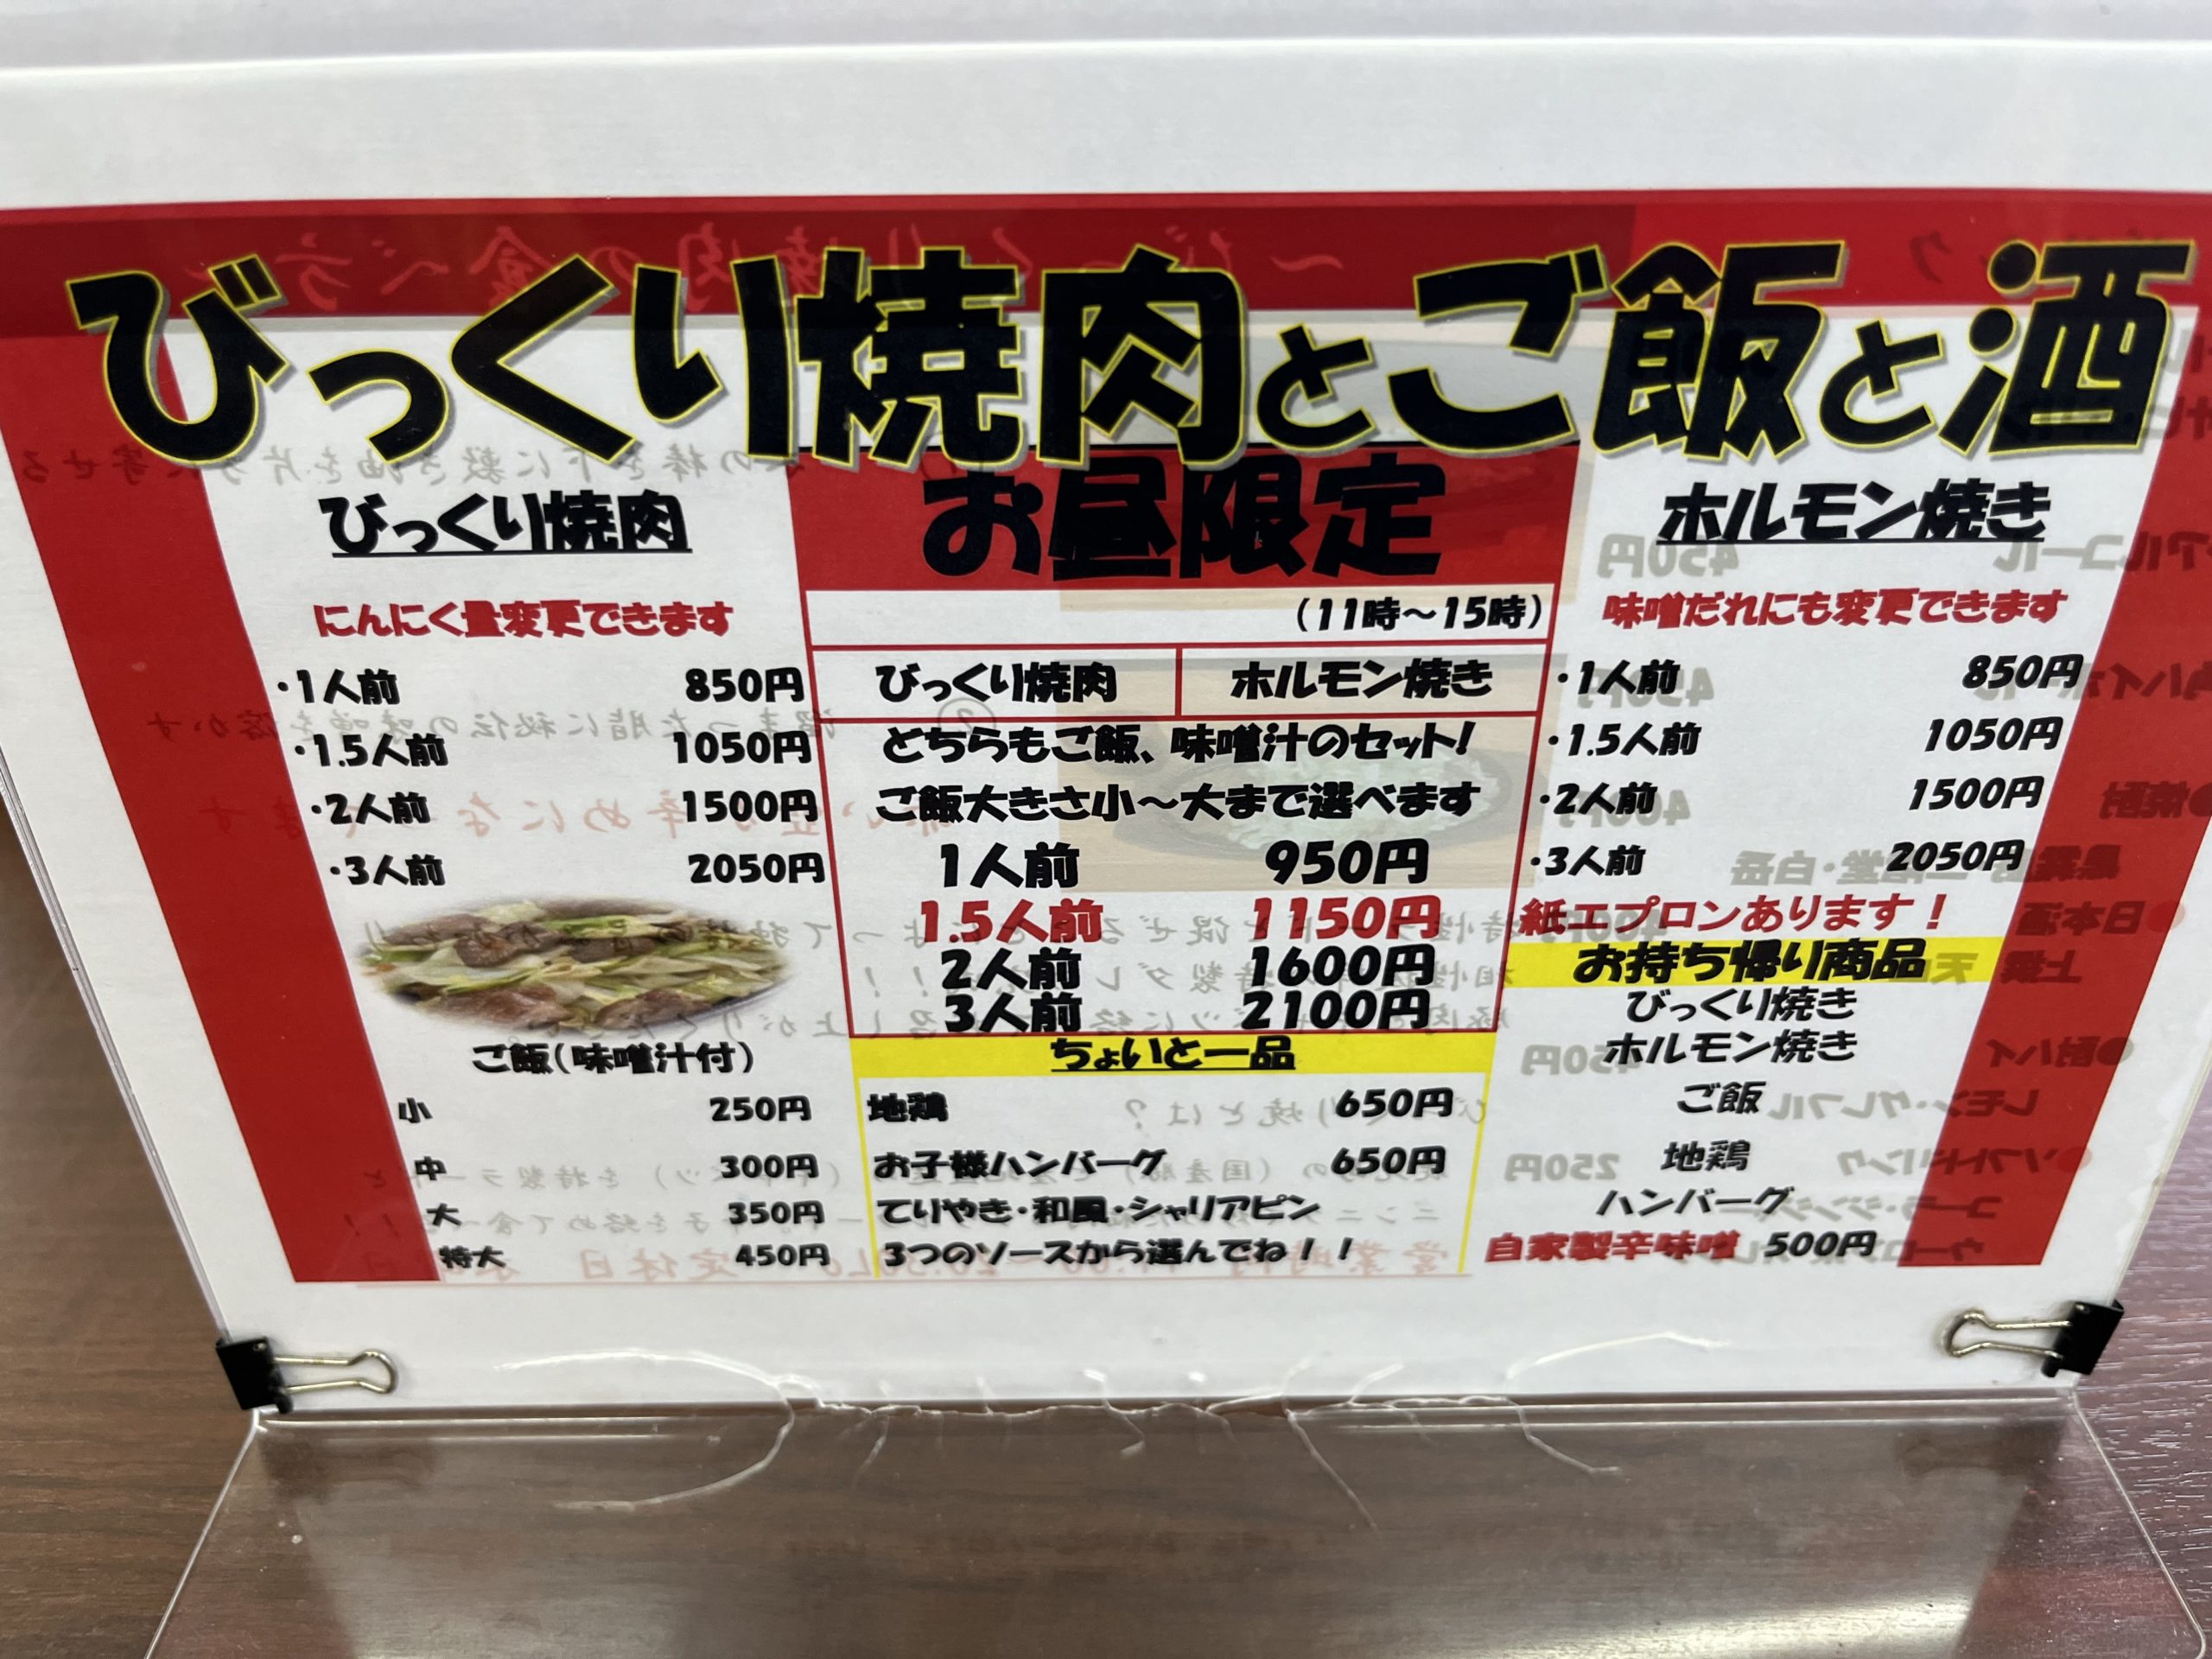 びっくり焼肉とご飯と酒
びっくり焼肉
にんにく量変更できます
・1人前 850円
・1.5人前 1050円
・2人前 1500円
・3人前 2050円
ご飯(味噌汁付)
小 250円
中 300円
大 350円
特大 450円
お昼限定
(11時～15時)
びっくり焼肉 ホルモン焼き
どちらもご飯、味噌汁のセット!
ご飯大きさ小～大まで選べます
1人前 950円
1.5人前 1150円
2人前 1600円
3人前 2100円
ちょいと一品
地鶏 650円
お子様ハンバーグ 650円
てりやき・和風・シャリアピン
3つのソースから選んでね！！
ホルモン焼き
味噌だれにも変更できます
・1人前 850円
・1.5人前 1050円
・2人前 1500円
・3人前 2050円
紙エプロンあります！
お持ち帰り商品
びっくり焼き
ホルモン焼き
ご飯
地鶏
ハンバーグ
自家製辛味噌 500円